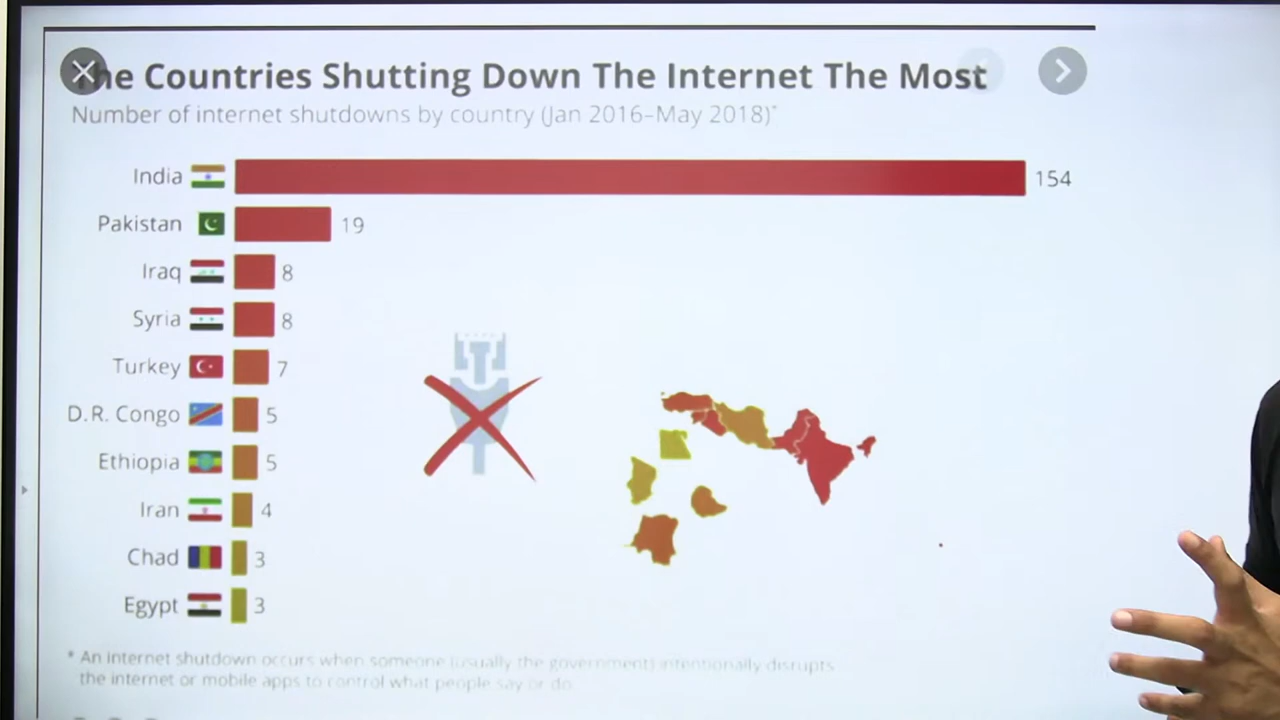 The Countries Shutting Down The Internet The Most
Number of internet shutdowns by country (Jan 2016–May 2018)*
India 154
Pakistan 19
Iraq 8
Syria 8
Turkey 7
D.R. Congo 5
Ethiopia 5
Iran 4
Chad 3
Egypt 3
* An internet shutdown occurs when someone (usually the government) intentionally disrupts
the internet or mobile apps to control what people say or do